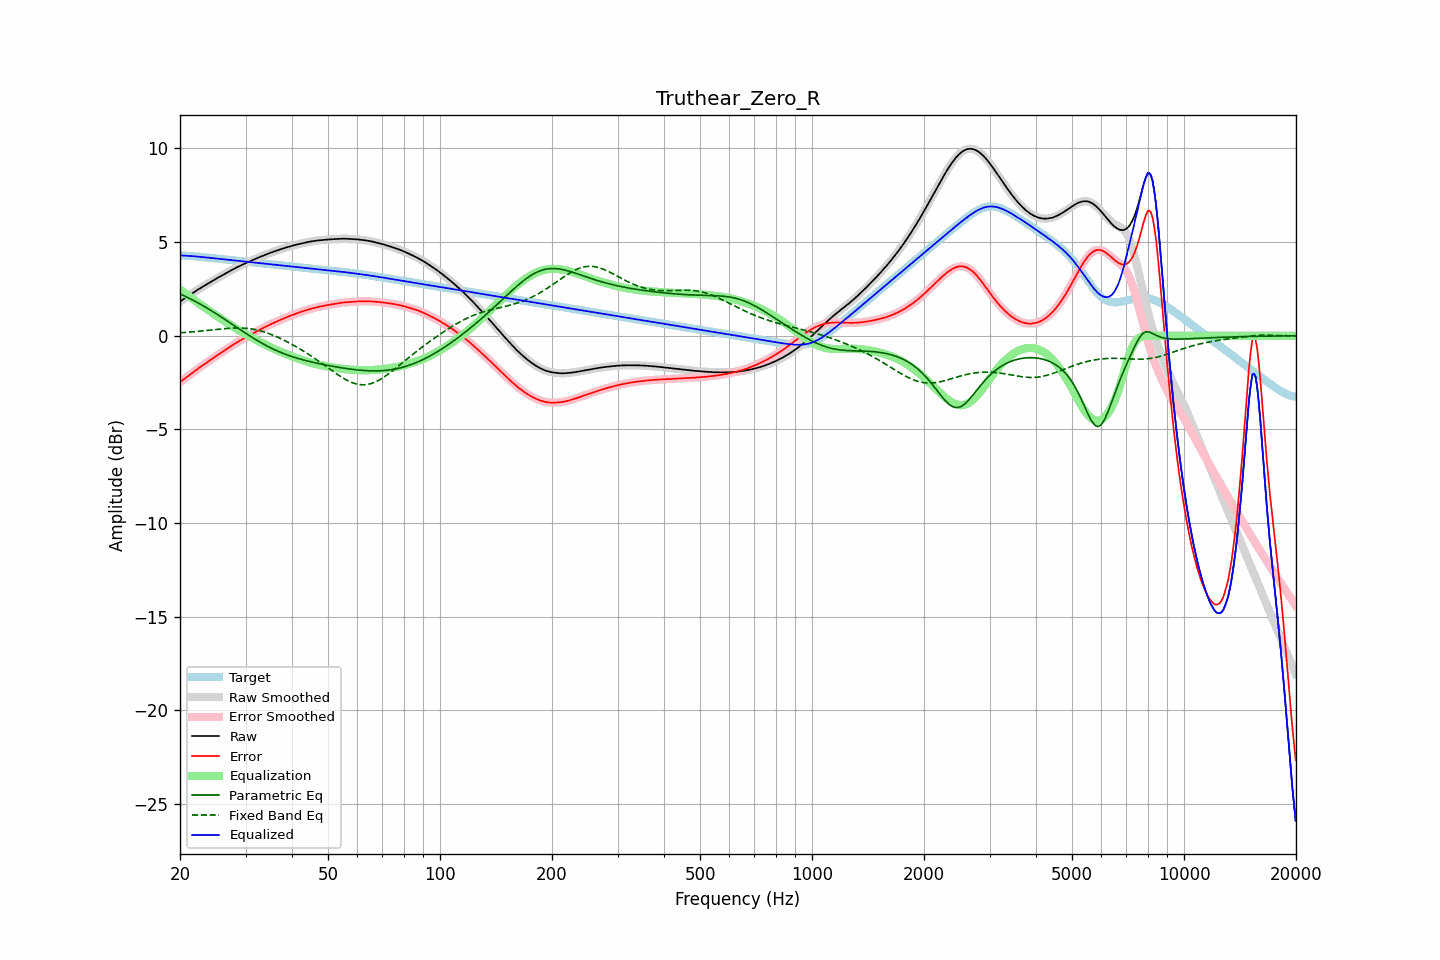 Truthear_Zero_R
10
5
0
−5
−10
−15
−20
−25
Amplitude (dBr)
Target
Raw Smoothed
Error Smoothed
Raw
Error
Equalization
Parametric Eq
Fixed Band Eq
Equalized
20 50 100 200 500 1000 2000 5000 10000 20000
Frequency (Hz)